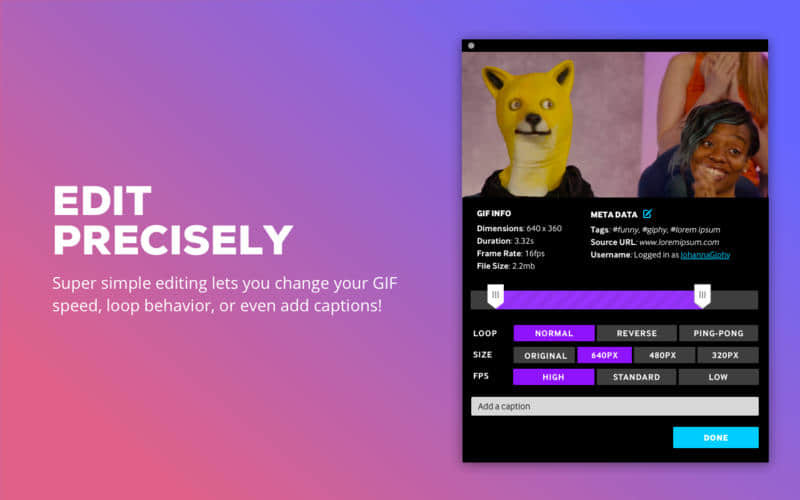 EDIT
PRECISELY
Super simple editing lets you change your GIF
speed, loop behavior, or even add captions!
GIF INFO
Dimensions: 640 x 360
Duration: 3.32s
Frame Rate: 16fps
File Size: 2.2mb
META DATA
Tags: #funny, #giphy, #lorem ipsum
Source URL: www.loremipsum.com
Username: Logged in as JohannaGiphy
LOOP NORMAL REVERSE PING-PONG
SIZE ORIGINAL 640PX 480PX 320PX
FPS HIGH STANDARD LOW
Add a caption
DONE